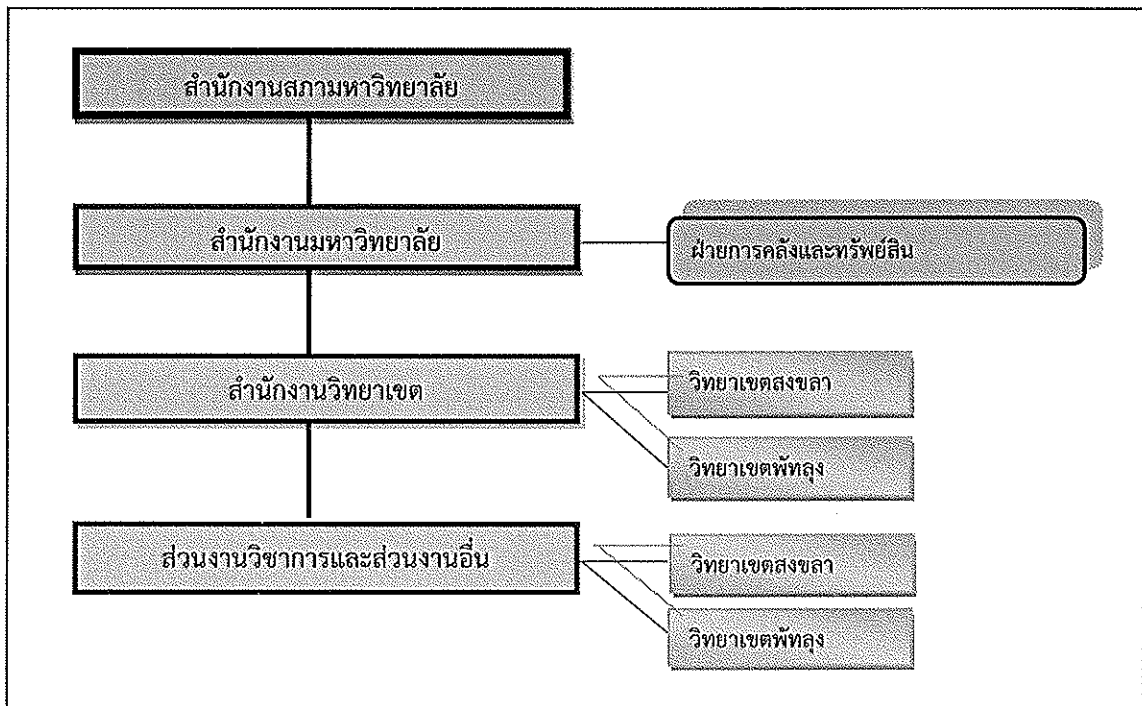 สำนักงานสภามหาวิทยาลัย
สำนักงานมหาวิทยาลัย
ฝ่ายการคลังและทรัพย์สิน
สำนักงานวิทยาเขต
วิทยาเขตสงขลา
วิทยาเขตพัทลุง
ส่วนงานวิชาการและส่วนงานอื่น
วิทยาเขตสงขลา
วิทยาเขตพัทลุง